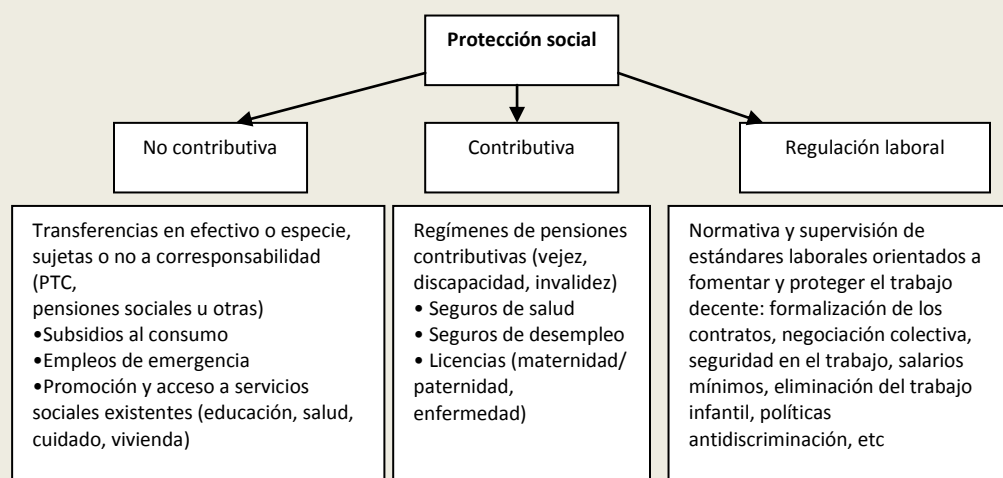 Protección social
No contributiva
Contributiva
Regulación laboral
Transferencias en efectivo o especie,
sujetas o no a corresponsabilidad
(PTC,
pensiones sociales u otras)
•Subsidios al consumo
•Empleos de emergencia
•Promoción y acceso a servicios
sociales existentes (educación, salud,
cuidado, vivienda)
Regímenes de pensiones
contributivas (vejez,
discapacidad, invalidez)
• Seguros de salud
• Seguros de desempleo
• Licencias (maternidad/
paternidad,
enfermedad)
Normativa y supervisión de
estándares laborales orientados a
fomentar y proteger el trabajo
decente: formalización de los
contratos, negociación colectiva,
seguridad en el trabajo, salarios
mínimos, eliminación del trabajo
infantil, políticas
antidiscriminación, etc